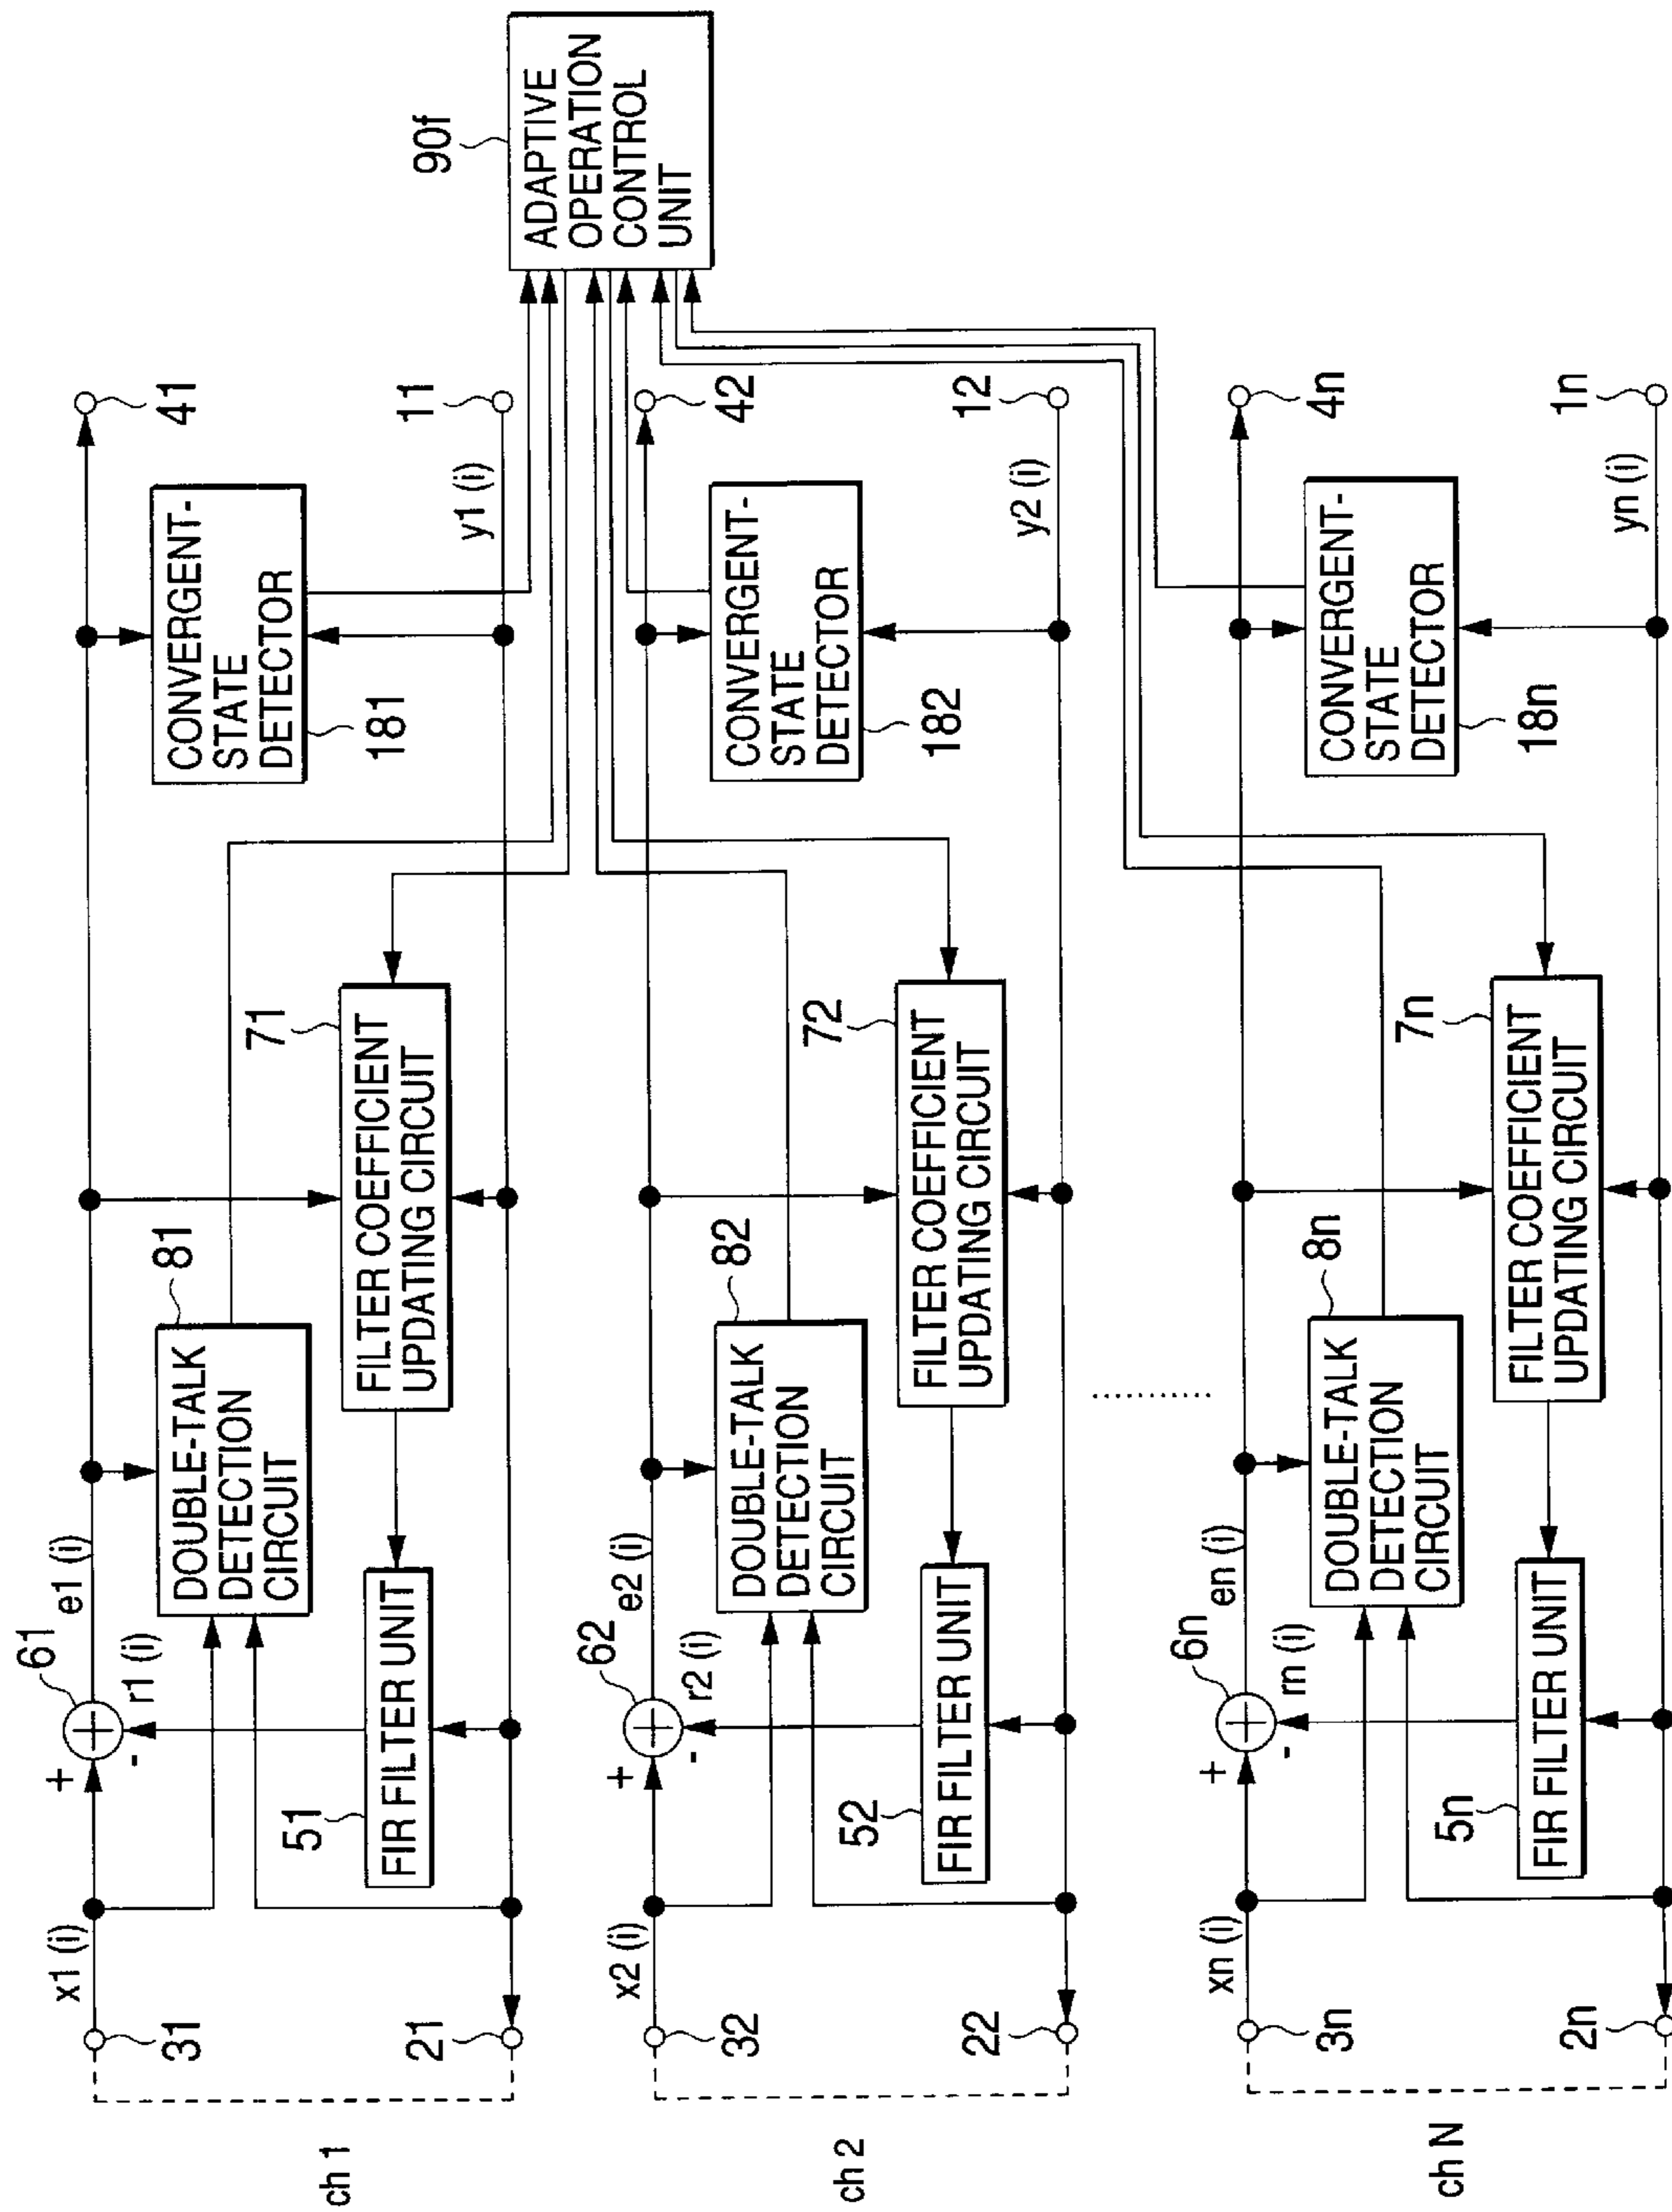 ch 1
x1 (i)
31
21
61
+
-
r1 (i)
e1 (i)
51
FIR FILTER UNIT
81
DOUBLE-TALK
DETECTION
CIRCUIT
71
FILTER COEFFICIENT
UPDATING CIRCUIT
CONVERGENT-
STATE
DETECTOR
181
y1 (i)
41
11
90f
ADAPTIVE
OPERATION
CONTROL
UNIT
ch 2
x2 (i)
32
22
62
+
-
r2 (i)
e2 (i)
52
FIR FILTER UNIT
82
DOUBLE-TALK
DETECTION
CIRCUIT
72
FILTER COEFFICIENT
UPDATING CIRCUIT
CONVERGENT-
STATE
DETECTOR
182
y2 (i)
42
12
ch N
xn (i)
3n
2n
6n
+
-
rn (i)
en (i)
5n
FIR FILTER UNIT
8n
DOUBLE-TALK
DETECTION
CIRCUIT
7n
FILTER COEFFICIENT
UPDATING CIRCUIT
CONVERGENT-
STATE
DETECTOR
18n
yn (i)
4n
1n